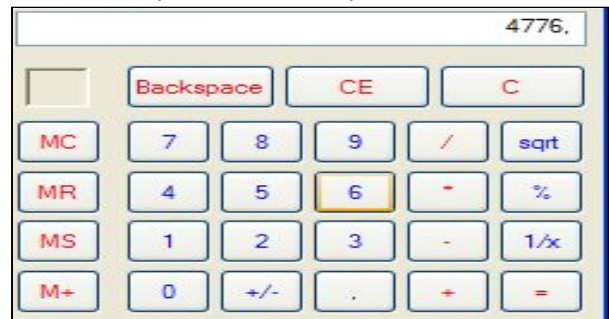 4776.
Backspace CE C
MC 7 8 9 / sqrt
MR 4 5 6 * %
MS 1 2 3 - 1/x
M+ 0 +/- . + =